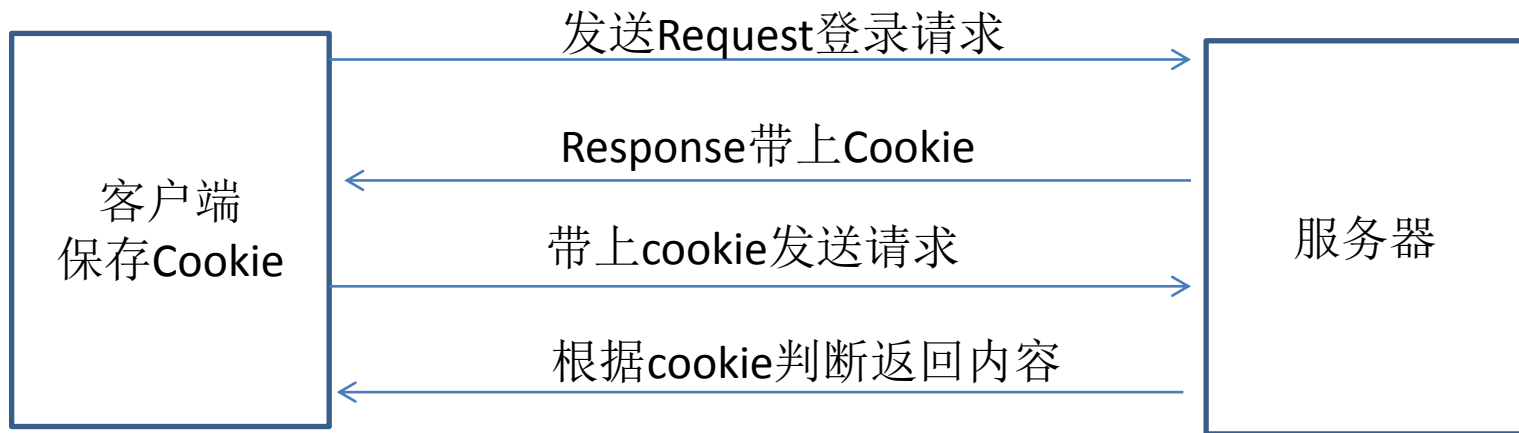 发送Request登录请求
Response带上Cookie
客户端
保存Cookie
带上cookie发送请求
服务器
根据cookie判断返回内容